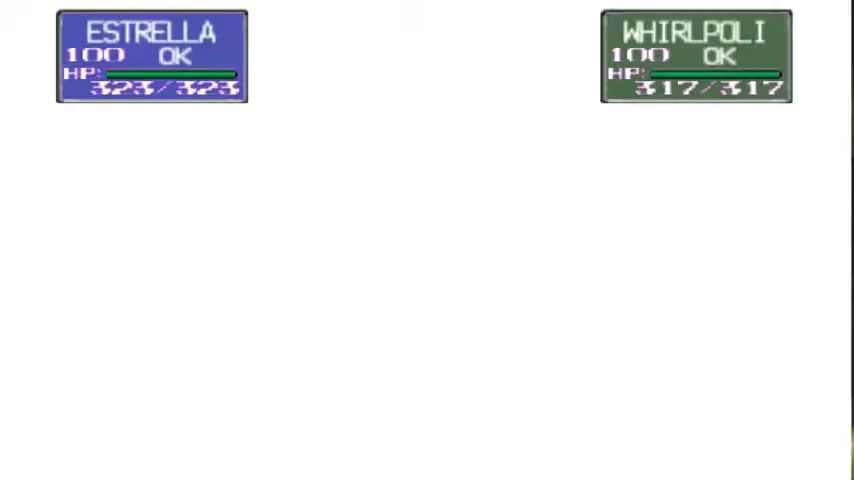 ESTRELLA
100 OK
HP:
323/323
WHIRLPOLI
100 OK
HP:
317/317